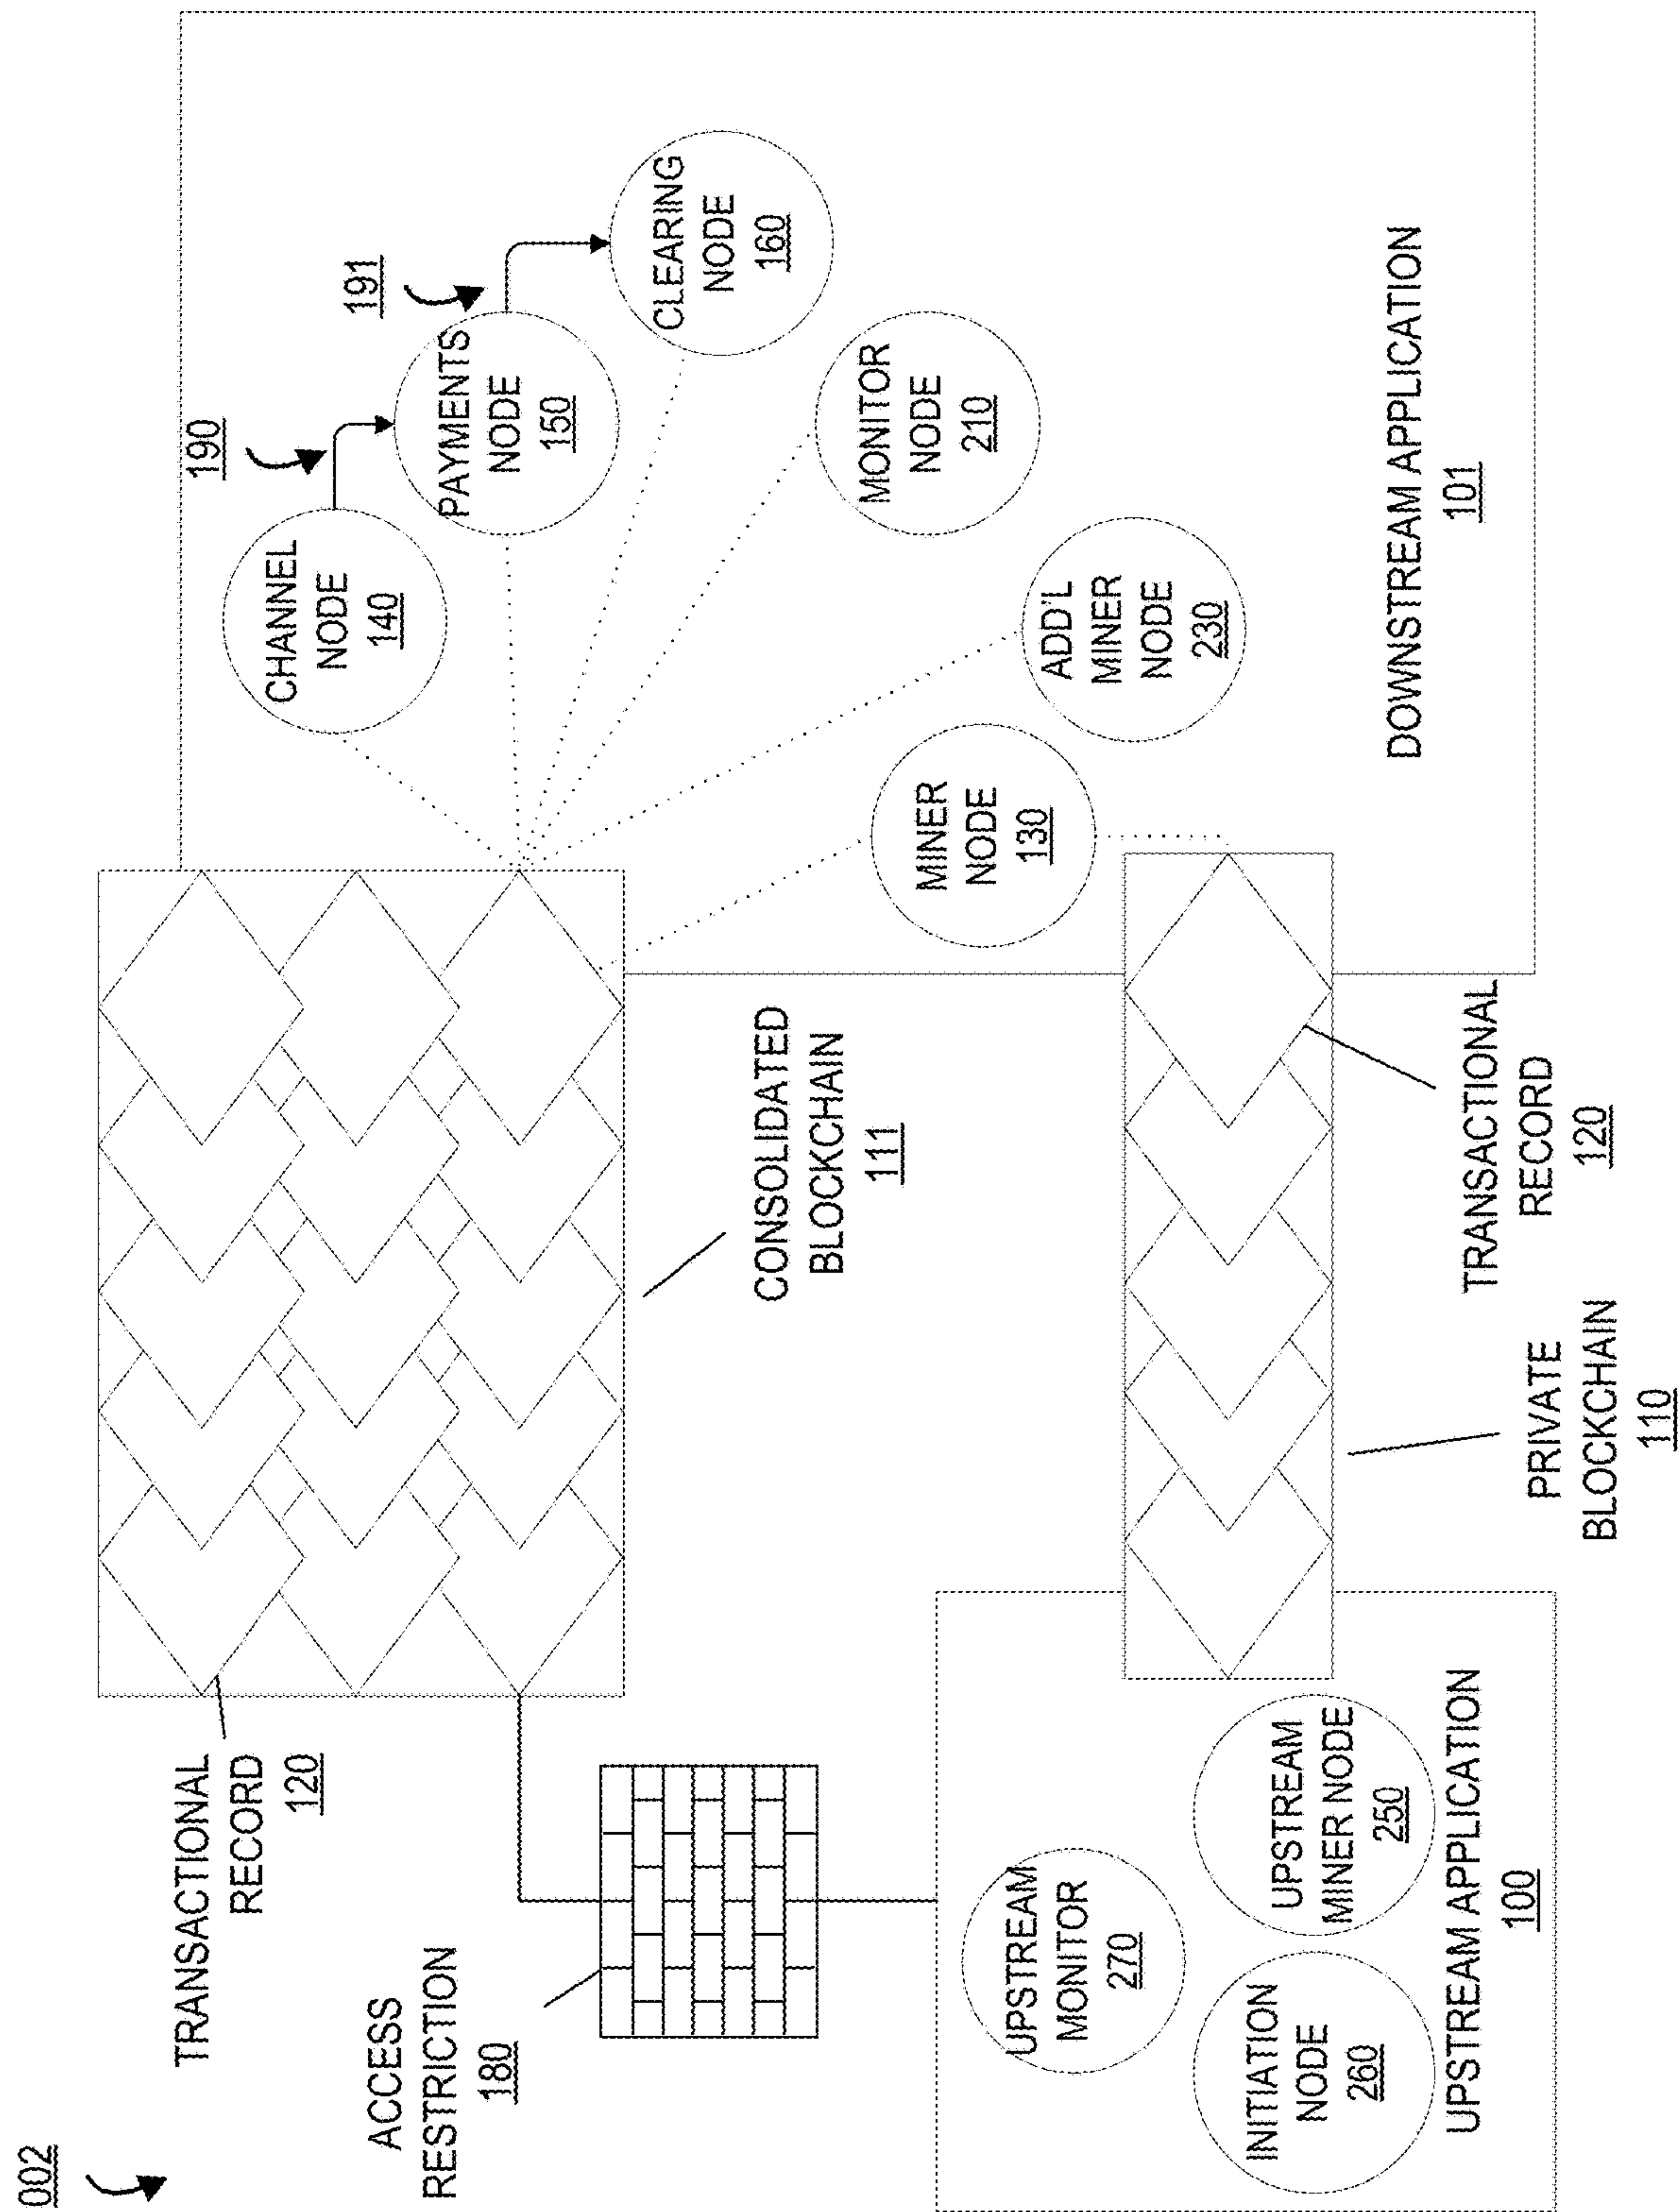 002
TRANSACTIONAL
RECORD
120
ACCESS
RESTRICTION
180
CONSOLIDATED
BLOCKCHAIN
111
190
191
CHANNEL
NODE
140
PAYMENTS
NODE
150
CLEARING
NODE
160
MONITOR
NODE
210
ADD'L
MINER
NODE
230
MINER
NODE
130
DOWNSTREAM APPLICATION
101
UPSTREAM
MONITOR
270
INITIATION
NODE
260
UPSTREAM
MINER NODE
250
UPSTREAM APPLICATION
100
PRIVATE
BLOCKCHAIN
110
TRANSACTIONAL
RECORD
120